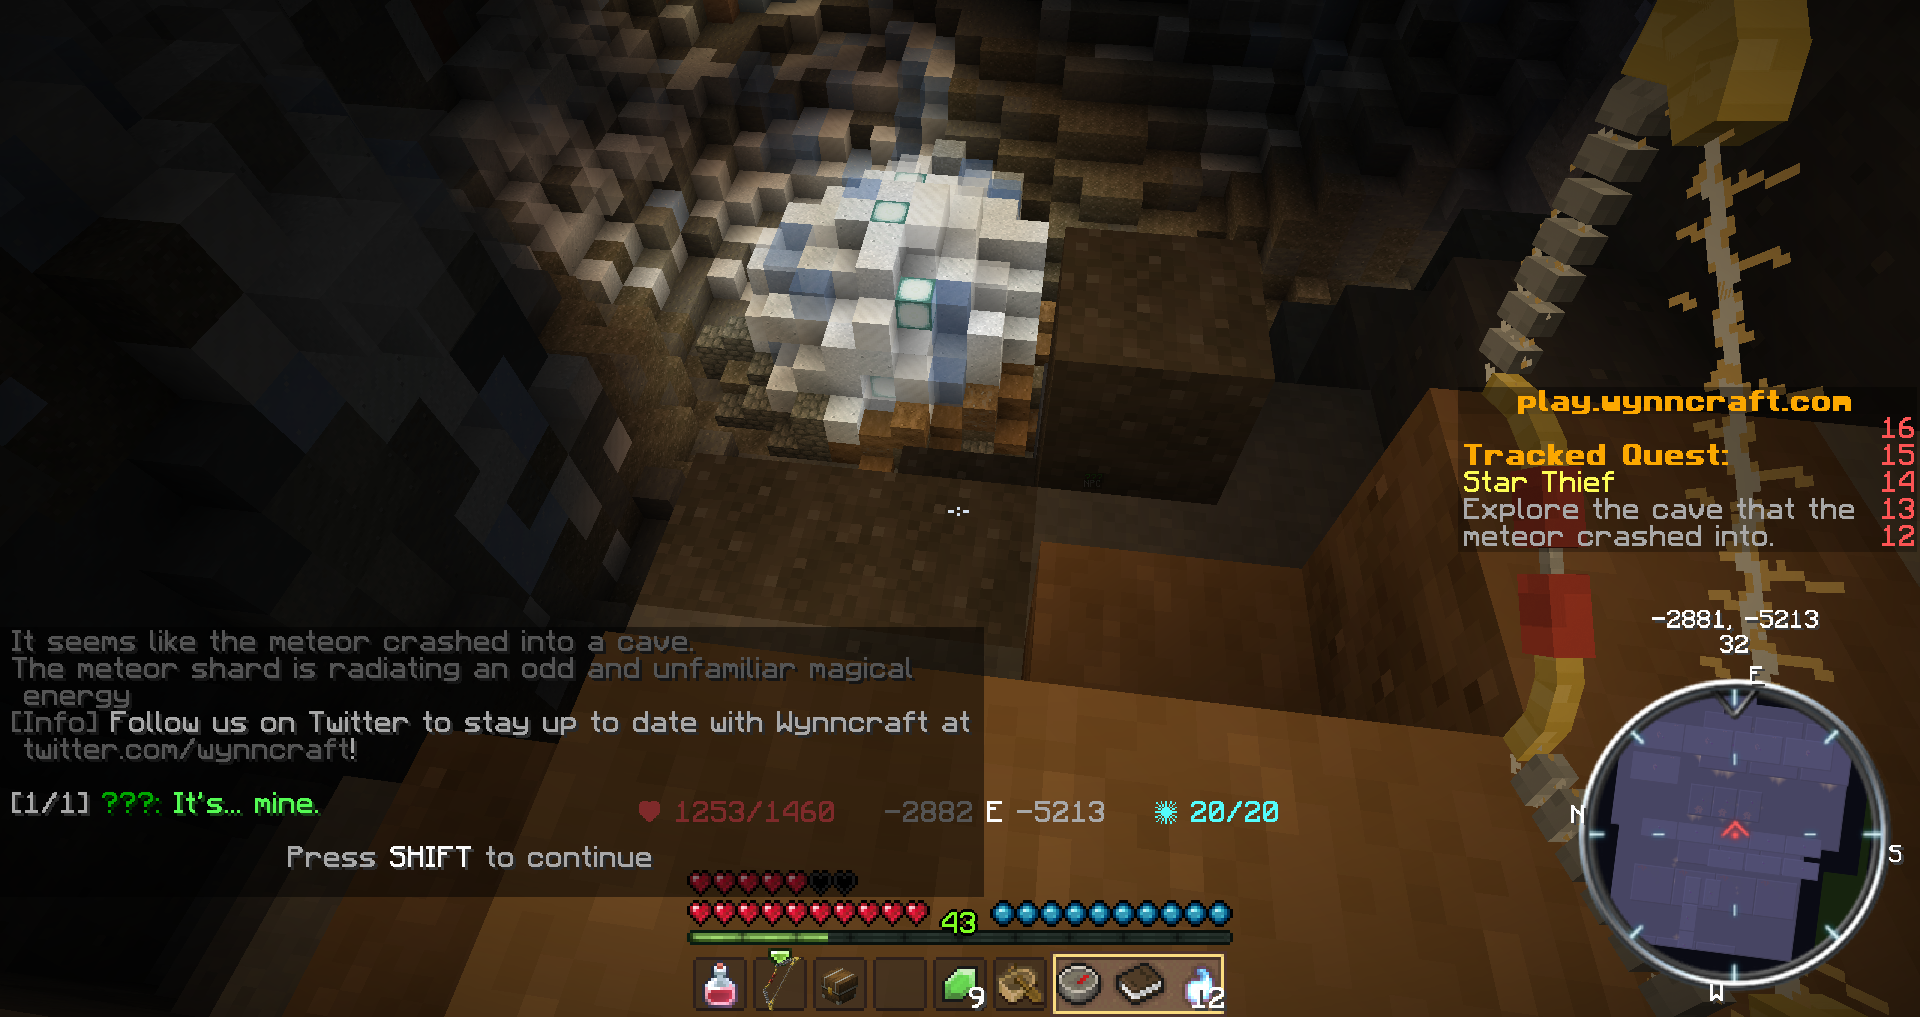 play.wynncraft.com
16
Tracked Quest: 15
Star Thief 14
Explore the cave that the 13
meteor crashed into. 12
-2881, -5213
32
E
N
S
W
It seems like the meteor crashed into a cave.
The meteor shard is radiating an odd and unfamiliar magical
energy
[Info] Follow us on Twitter to stay up to date with Wynncraft at
twitter.com/wynncraft!
[1/1] ???: It's... mine.
1253/1460 -2882 E -5213 20/20
Press SHIFT to continue
43
9
12